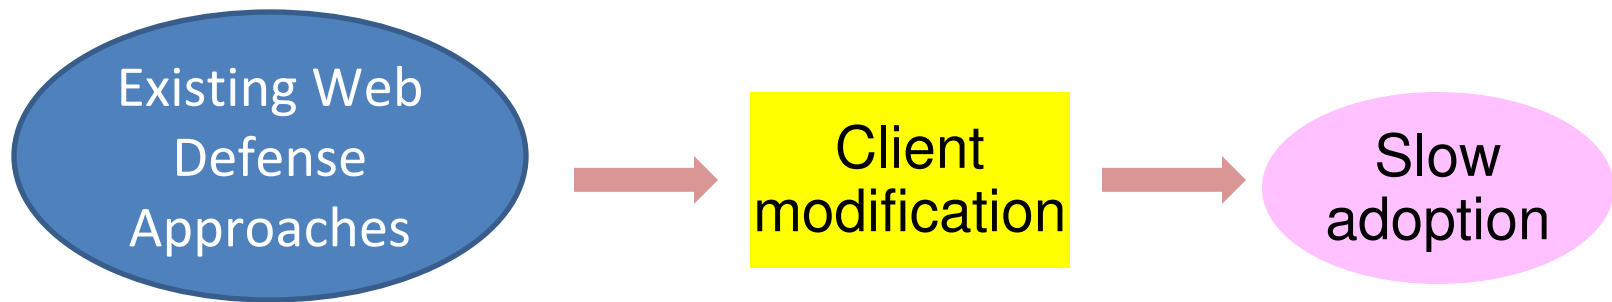 Existing Web
Defense
Approaches
Client
modification
Slow
adoption